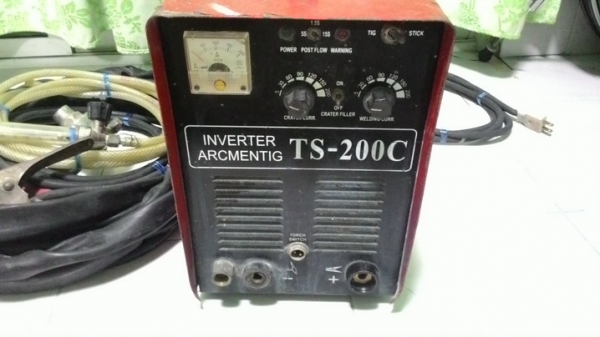 1 5S
5S 15S
TIG STICK
POWER POST FLOW WARNING
ON
OFF
CRATER CURR. CRATER FILLER WELDING CURR.
INVERTER
ARCMENTIG TS-200C
TORCH
SWITCH
- +